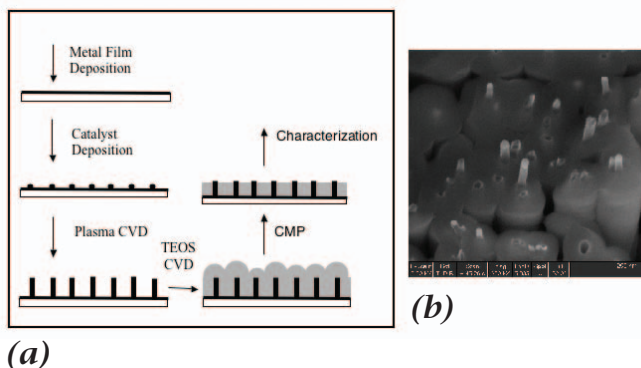 Metal Film
Deposition
Catalyst
Deposition
Plasma CVD
TEOS
CVD
CMP
Characterization
(a)
(b)